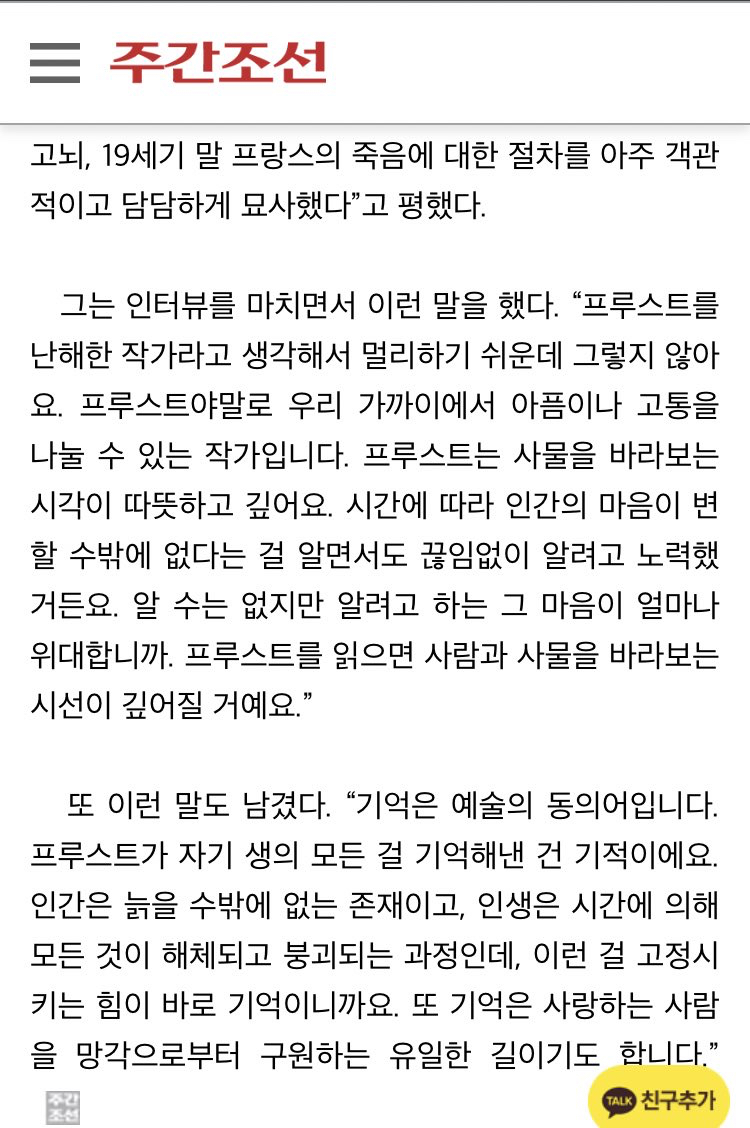 주간조선
고뇌, 19세기 말 프랑스의 죽음에 대한 절차를 아주 객관
적이고 담담하게 묘사했다”고 평했다.
그는 인터뷰를 마치면서 이런 말을 했다. “프루스트를
난해한 작가라고 생각해서 멀리하기 쉬운데 그렇지 않아
요. 프루스트야말로 우리 가까이에서 아픔이나 고통을
나눌 수 있는 작가입니다. 프루스트는 사물을 바라보는
시각이 따뜻하고 깊어요. 시간에 따라 인간의 마음이 변
할 수밖에 없다는 걸 알면서도 끊임없이 알려고 노력했
거든요. 알 수는 없지만 알려고 하는 그 마음이 얼마나
위대합니까. 프루스트를 읽으면 사람과 사물을 바라보는
시선이 깊어질 거예요.”
또 이런 말도 남겼다. “기억은 예술의 동의어입니다.
프루스트가 자기 생의 모든 걸 기억해낸 건 기적이에요.
인간은 늙을 수밖에 없는 존재이고, 인생은 시간에 의해
모든 것이 해체되고 붕괴되는 과정인데, 이런 걸 고정시
키는 힘이 바로 기억이니까요. 또 기억은 사랑하는 사람
을 망각으로부터 구원하는 유일한 길이기도 합니다.”
주간
조선
TALK 친구추가